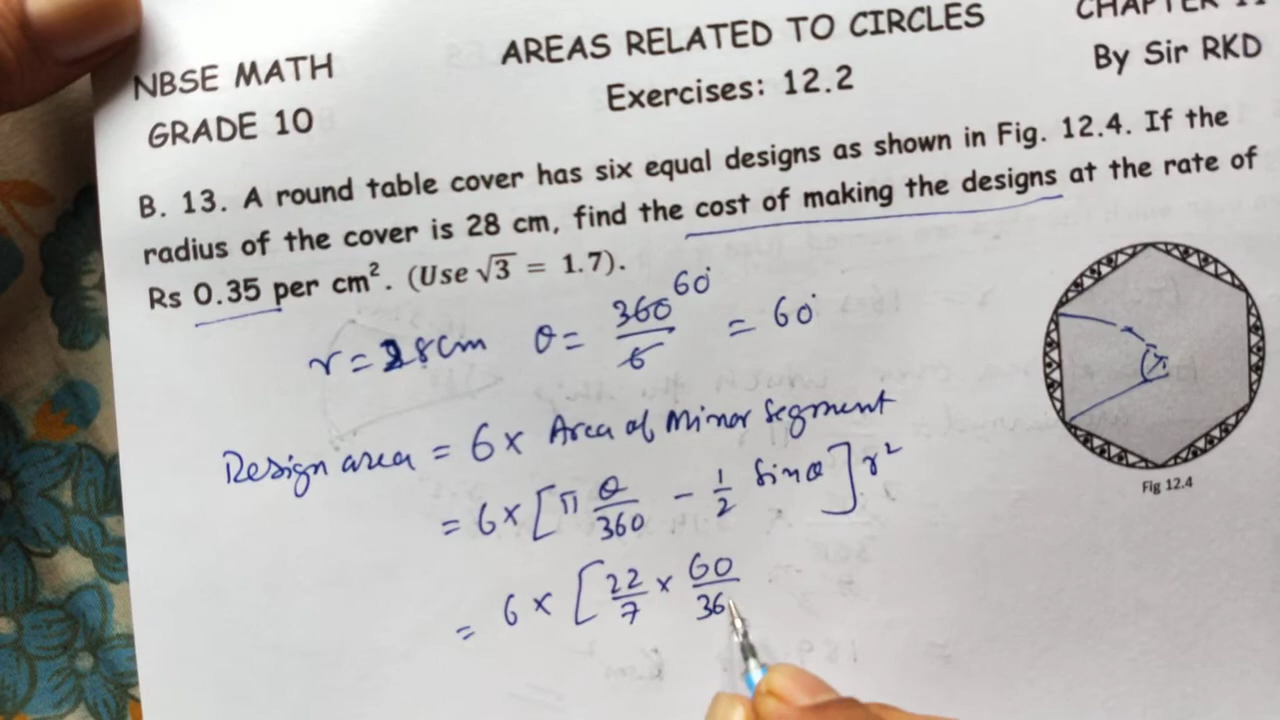 NBSE MATH
GRADE 10
AREAS RELATED TO CIRCLES
Exercises: 12.2
CHAPTER 11
By Sir RKD
B. 13. A round table cover has six equal designs as shown in Fig. 12.4. If the
radius of the cover is 28 cm, find the cost of making the designs at the rate of
Rs 0.35 per cm². (Use √3 = 1.7).
r = 28cm θ = 360/6 60° = 60°
Design area = 6 × Area of Minor Segment
= 6 × [π θ/360 - 1/2 sinθ] r²
= 6 × [22/7 × 60/36
Fig 12.4